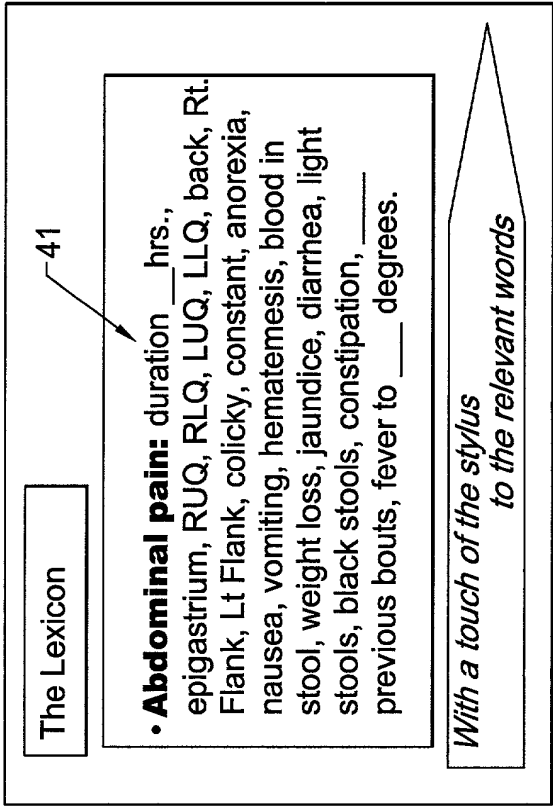 The Lexicon
41
• Abdominal pain: duration __hrs.,
epigastrium, RUQ, RLQ, LUQ, LLQ, back, Rt.
Flank, Lt Flank, colicky, constant, anorexia,
nausea, vomiting, hematemesis, blood in
stool, weight loss, jaundice, diarrhea, light
stools, black stools, constipation, ____
previous bouts, fever to ___ degrees.
With a touch of the stylus
to the relevant words